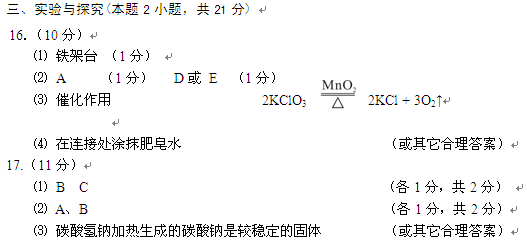 三、实验与探究(本题 2 小题，共 21 分)
16.（10 分）
⑴ 铁架台（1 分）
⑵ A （1 分） D 或 E （1 分）
⑶ 催化作用 2KClO₃ MnO₂ △ 2KCl + 3O₂↑
⑷ 在连接处涂抹肥皂水 （或其它合理答案）
17.（11 分）
⑴ B C （各 1 分，共 2 分）
⑵ A、B （各 1 分，共 2 分）
⑶ 碳酸氢钠加热生成的碳酸钠是较稳定的固体 （或其它合理答案）